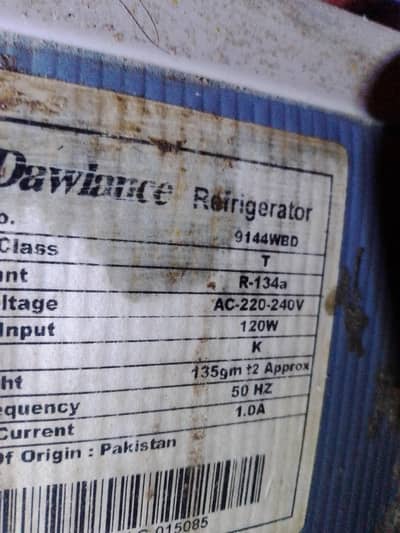 Dawlance Refrigerator
o. 9144WBD
Class T
nt R-134a
ltage AC-220-240V
Input 120W
K
ht 135gm ±2 Approx
equency 50 HZ
Current 1.0A
Of Origin : Pakistan
015085